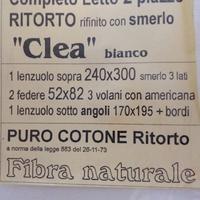 Completo Letto 2 piazze
RITORTO rifinito con smerlo
"Clea" bianco
1 lenzuolo sopra 240x300 smerlo 3 lati
2 federe 52x82 3 volani con americana
1 lenzuolo sotto angoli 170x195 + bordi
PURO COTONE Ritorto
a norma della legge 883 del 26-11-73
Fibra naturale